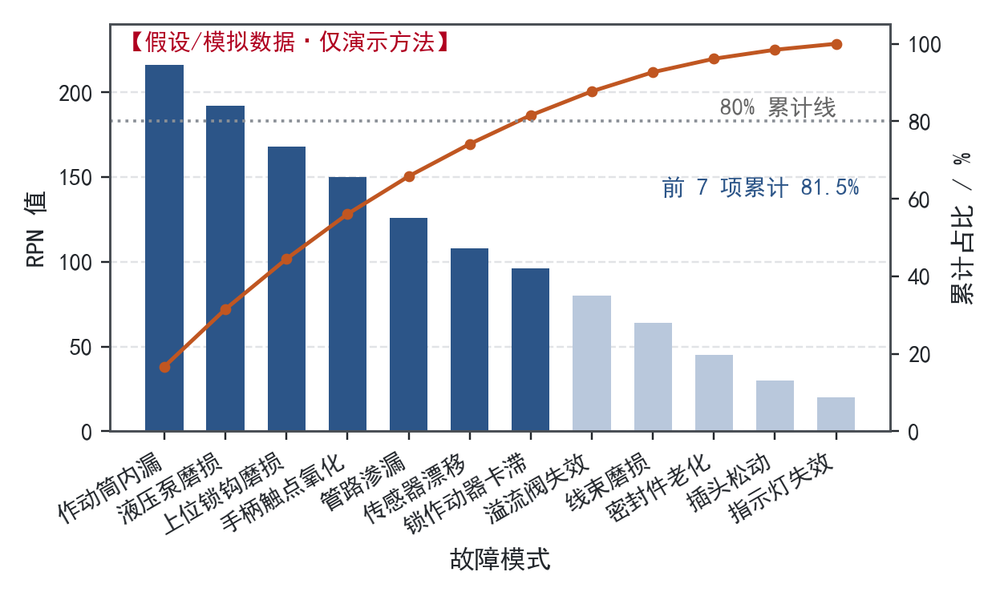 【假设/模拟数据·仅演示方法】
200
150
100
50
0
RPN 值
100
80
60
40
20
0
累计占比 / %
80% 累计线
前 7 项累计 81.5%
作动筒内漏
液压泵磨损
上位锁钩磨损
手柄触点氧化
管路渗漏
传感器漂移
锁作动器卡滞
溢流阀失效
线束磨损
密封件老化
插头松动
指示灯失效
故障模式